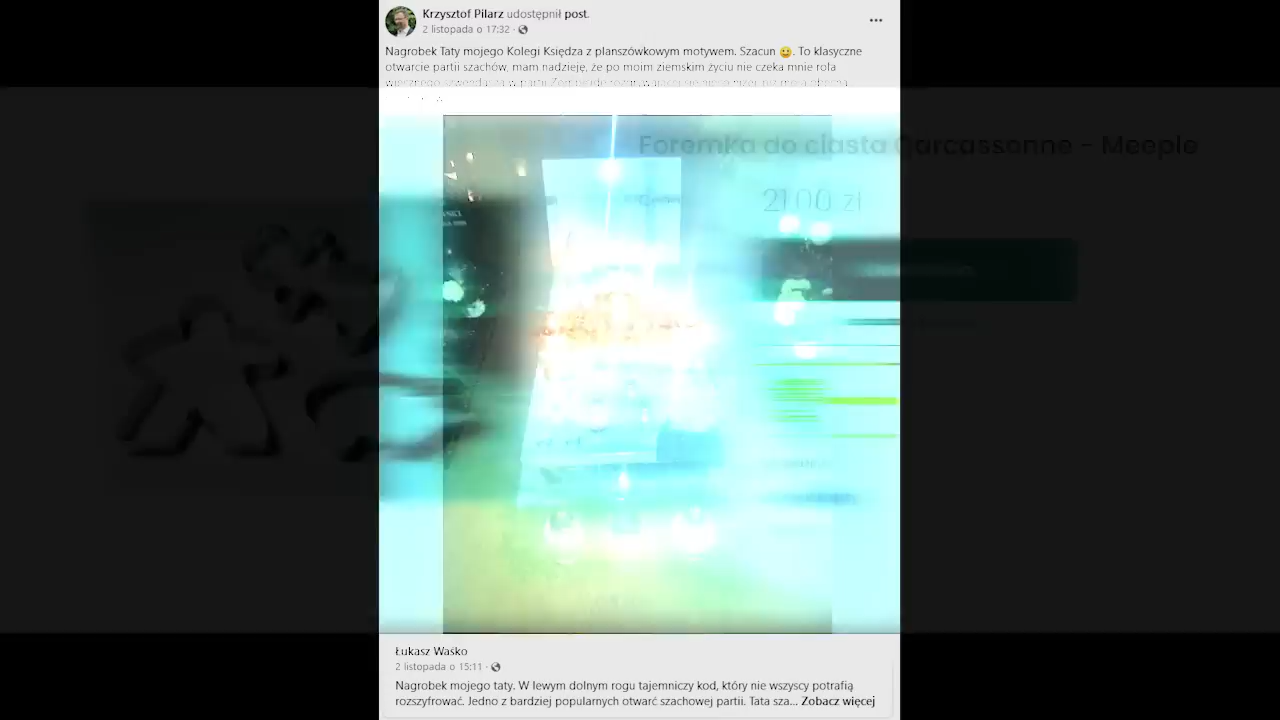 Krzysztof Pilarz udostępnił post.
2 listopada o 17:32
Nagrobek Taty mojego Kolegi Księdza z planszówkowym motywem. Szacun 😀. To klasyczne
otwarcie partii szachów, mam nadzieję, że po moim ziemskim życiu nie czeka mnie rola
Foremka do ciasta Carcassonne - Meeple
21.00 zł
Łukasz Waśko
2 listopada o 15:11
Nagrobek mojego taty. W lewym dolnym rogu tajemniczy kod, który nie wszyscy potrafią
rozszyfrować. Jedno z bardziej popularnych otwarć szachowej partii. Tata sza... Zobacz więcej